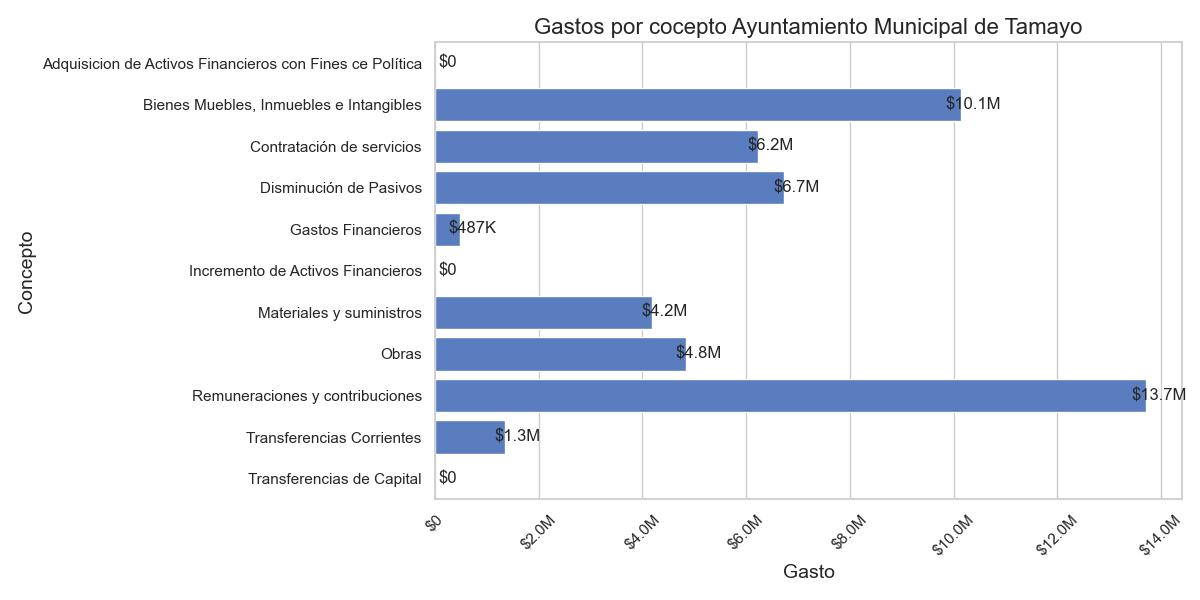 Gastos por cocepto Ayuntamiento Municipal de Tamayo
Concepto
Adquisicion de Activos Financieros con Fines ce Política $0
Bienes Muebles, Inmuebles e Intangibles $10.1M
Contratación de servicios $6.2M
Disminución de Pasivos $6.7M
Gastos Financieros $487K
Incremento de Activos Financieros $0
Materiales y suministros $4.2M
Obras $4.8M
Remuneraciones y contribuciones $13.7M
Transferencias Corrientes $1.3M
Transferencias de Capital $0
$0 $2.0M $4.0M $6.0M $8.0M $10.0M $12.0M $14.0M
Gasto